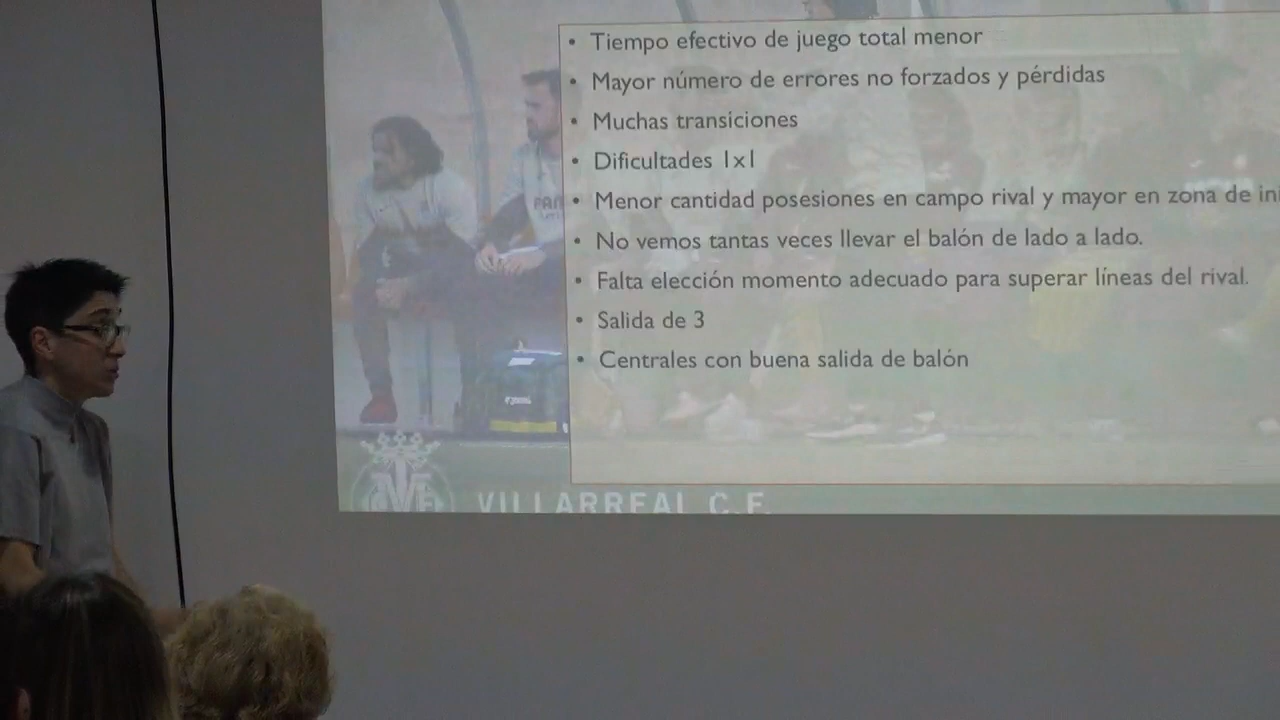 • Tiempo efectivo de juego total menor
• Mayor número de errores no forzados y pérdidas
• Muchas transiciones
• Dificultades 1x1
• Menor cantidad posesiones en campo rival y mayor en zona de
• No vemos tantas veces llevar el balón de lado a lado.
• Falta elección momento adecuado para superar líneas del rival.
• Salida de 3
• Centrales con buena salida de balón
VILLARREAL C.F.